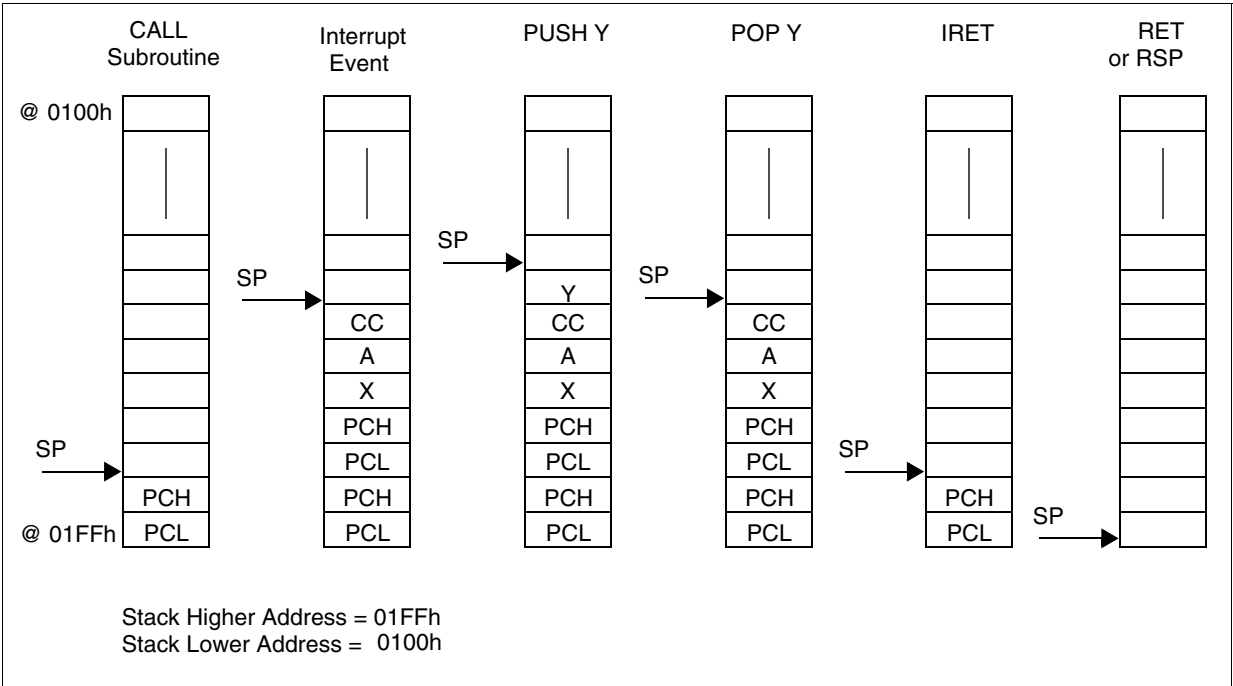 CALL
Subroutine
Interrupt
Event
PUSH Y
POP Y
IRET
RET
or RSP
@ 0100h
SP
SP
SP
Y
CC
CC
CC
A
A
A
X
X
X
PCH
PCH
PCH
SP
SP
PCL
PCL
PCL
PCH
PCH
PCH
PCH
PCH
SP
@ 01FFh
PCL
PCL
PCL
PCL
PCL
Stack Higher Address = 01FFh
Stack Lower Address = 0100h